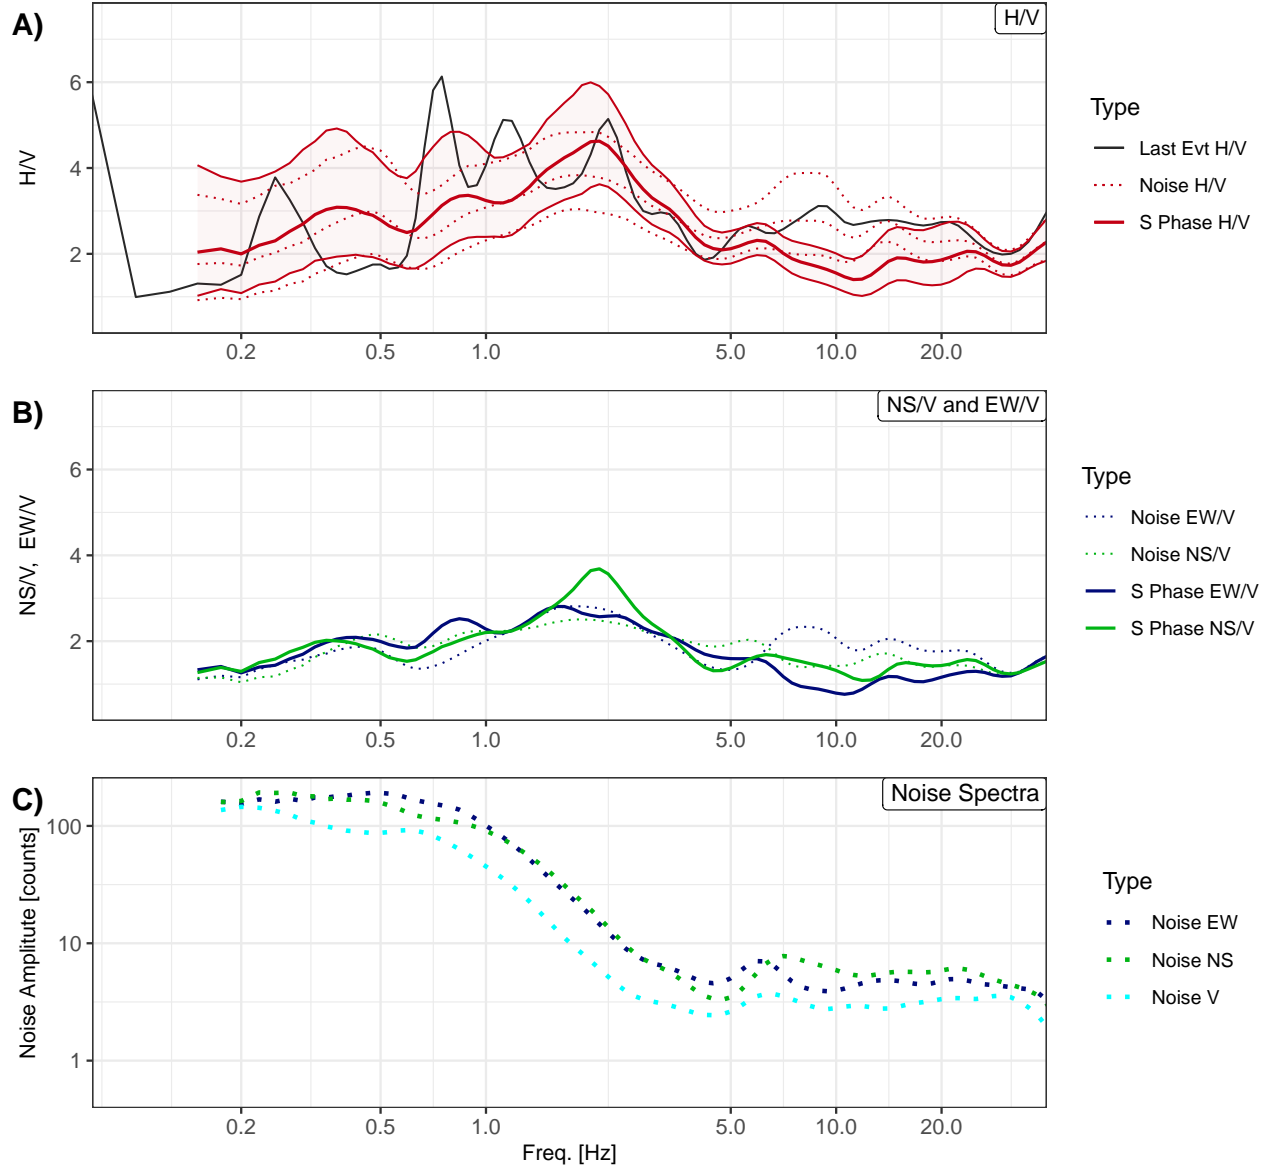 A)
H/V
H/V
6
4
2
0.2 0.5 1.0 5.0 10.0 20.0
Type
Last Evt H/V
Noise H/V
S Phase H/V
B)
NS/V and EW/V
NS/V, EW/V
6
4
2
0.2 0.5 1.0 5.0 10.0 20.0
Type
Noise EW/V
Noise NS/V
S Phase EW/V
S Phase NS/V
C)
Noise Spectra
Noise Amplitute [counts]
100
10
1
0.2 0.5 1.0 5.0 10.0 20.0
Freq. [Hz]
Type
Noise EW
Noise NS
Noise V